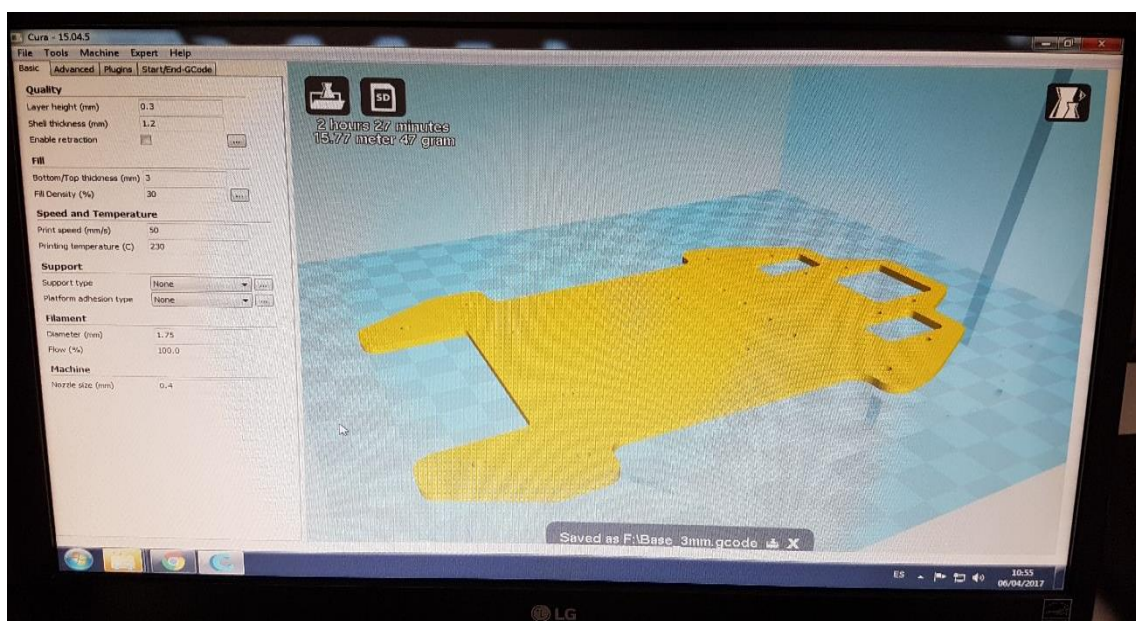 Cura - 15.04.5
File Tools Machine Expert Help
Basic Advanced Plugins Start/End-GCode
Quality
Layer height (mm) 0.3
Shell thickness (mm) 1.2
Enable retraction ...
Fill
Bottom/Top thickness (mm) 3
Fill Density (%) 30 ...
Speed and Temperature
Print speed (mm/s) 50
Printing temperature (C) 230
Support
Support type None ...
Platform adhesion type None ...
Filament
Diameter (mm) 1.75
Flow (%) 100.0
Machine
Nozzle size (mm) 0.4
SD
2 hours 27 minutes
15.77 meter 47 gram
Saved as F:\Base_3mm.gcode X
ES 10:55
06/04/2017
LG